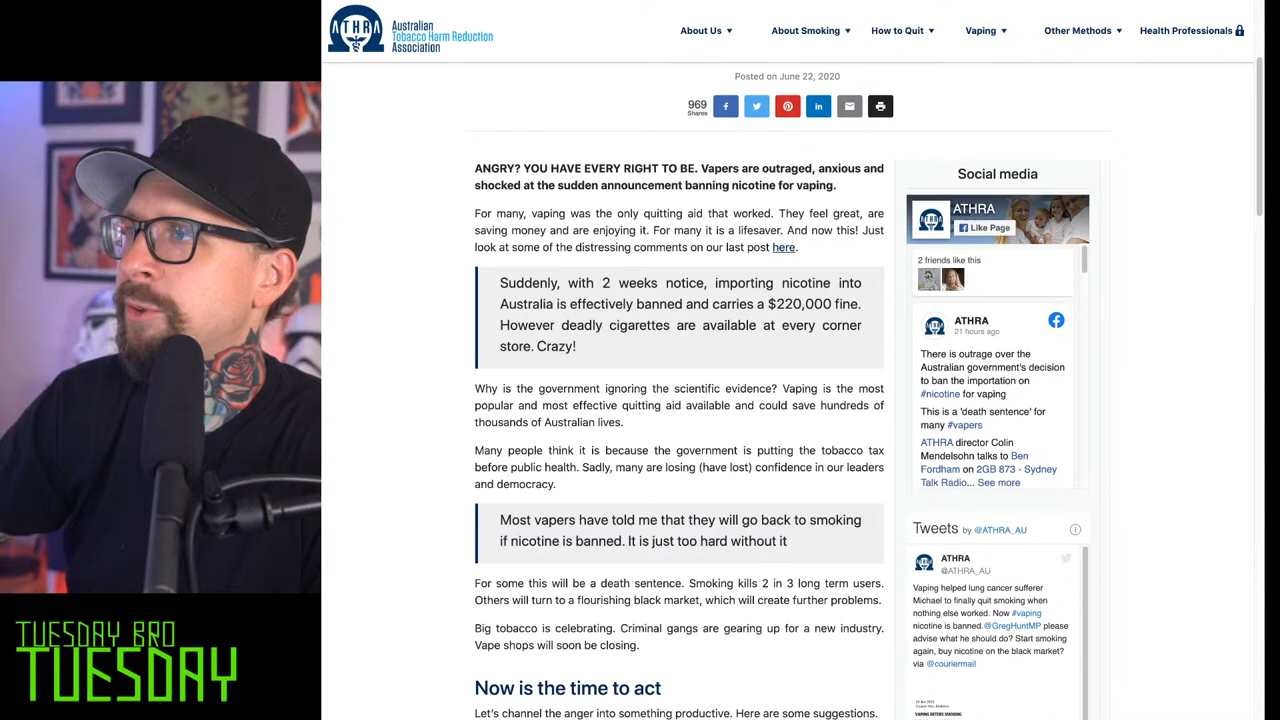 ATHRA
Australian
Tobacco Harm Reduction
Association
About Us
About Smoking
How to Quit
Vaping
Other Methods
Health Professionals
Posted on June 22, 2020
969
Shares
ANGRY? YOU HAVE EVERY RIGHT TO BE. Vapers are outraged, anxious and
shocked at the sudden announcement banning nicotine for vaping.
For many, vaping was the only quitting aid that worked. They feel great, are
saving money and are enjoying it. For many it is a lifesaver. And now this! Just
look at some of the distressing comments on our last post here.
Suddenly, with 2 weeks notice, importing nicotine into
Australia is effectively banned and carries a $220,000 fine.
However deadly cigarettes are available at every corner
store. Crazy!
Why is the government ignoring the scientific evidence? Vaping is the most
popular and most effective quitting aid available and could save hundreds of
thousands of Australian lives.
Many people think it is because the government is putting the tobacco tax
before public health. Sadly, many are losing (have lost) confidence in our leaders
and democracy.
Most vapers have told me that they will go back to smoking
if nicotine is banned. It is just too hard without it
For some this will be a death sentence. Smoking kills 2 in 3 long term users.
Others will turn to a flourishing black market, which will create further problems.
Big tobacco is celebrating. Criminal gangs are gearing up for a new industry.
Vape shops will soon be closing.
Now is the time to act
Let's channel the anger into something productive. Here are some suggestions.
Social media
ATHRA
Like Page
2 friends like this
ATHRA
21 hours ago
There is outrage over the
Australian government's decision
to ban the importation on
#nicotine for vaping
This is a 'death sentence' for
many #vapers
ATHRA director Colin
Mendelsohn talks to Ben
Fordham on 2GB 873 - Sydney
Talk Radio... See more
Tweets by @ATHRA_AU
ATHRA
@ATHRA_AU
Vaping helped lung cancer sufferer
Michael to finally quit smoking when
nothing else worked. Now #vaping
nicotine is banned.@GregHuntMP please
advise what he should do? Start smoking
again, buy nicotine on the black market?
via @couriermail
VAPING DETERS SMOKING
TUESDAY BRO
TUESDAY